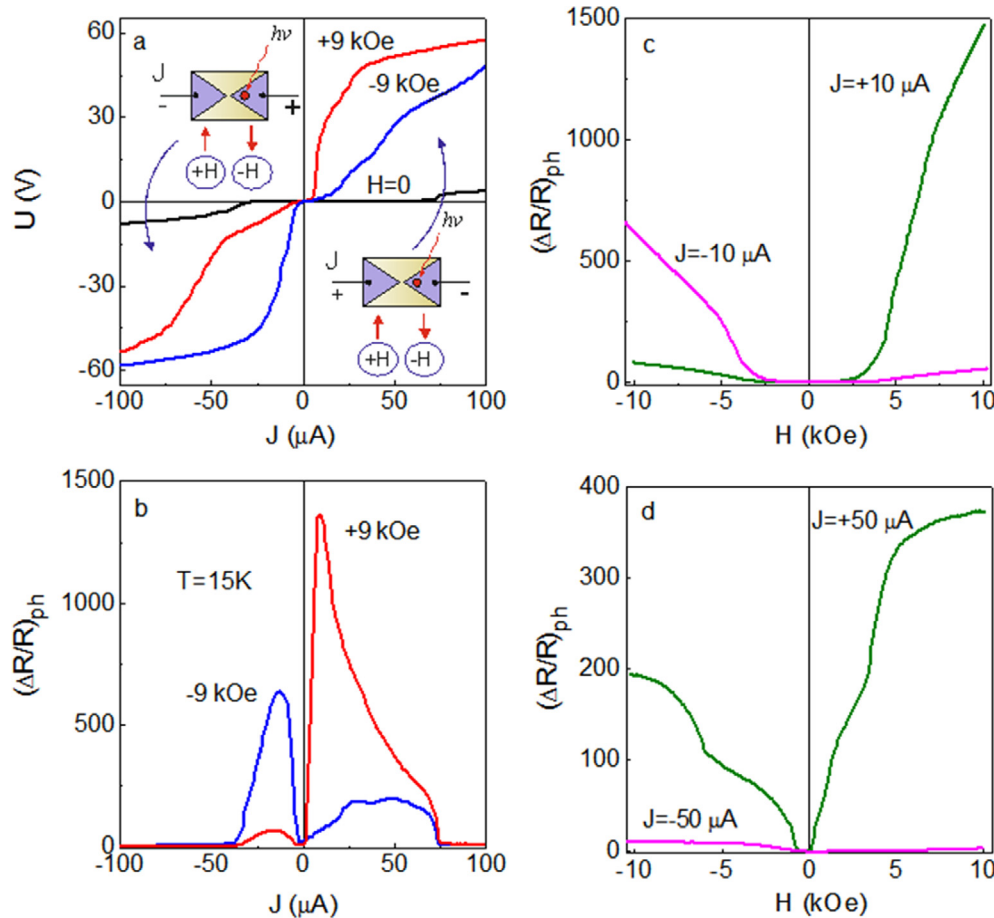 a
hν
J
-
+
+H
-H
+9 kOe
-9 kOe
H=0
hν
J
+
-
+H
-H
60
30
0
-30
-60
U (V)
-100
-50
0
50
100
J (μA)
b
T=15K
+9 kOe
-9 kOe
1500
1000
500
0
(ΔR/R)ph
-100
-50
0
50
100
J (μA)
c
J=+10 μA
J=-10 μA
1500
1000
500
0
(ΔR/R)ph
-10
-5
0
5
10
H (kOe)
d
J=+50 μA
J=-50 μA
400
300
200
100
0
(ΔR/R)ph
-10
-5
0
5
10
H (kOe)